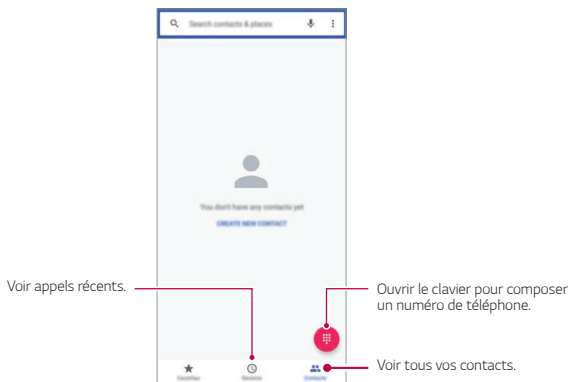 Search contacts & places
You don't have any contacts yet
CREATE NEW CONTACT
Voir appels récents.
Ouvrir le clavier pour composer
un numéro de téléphone.
Voir tous vos contacts.
Favorites
Recents
Contacts